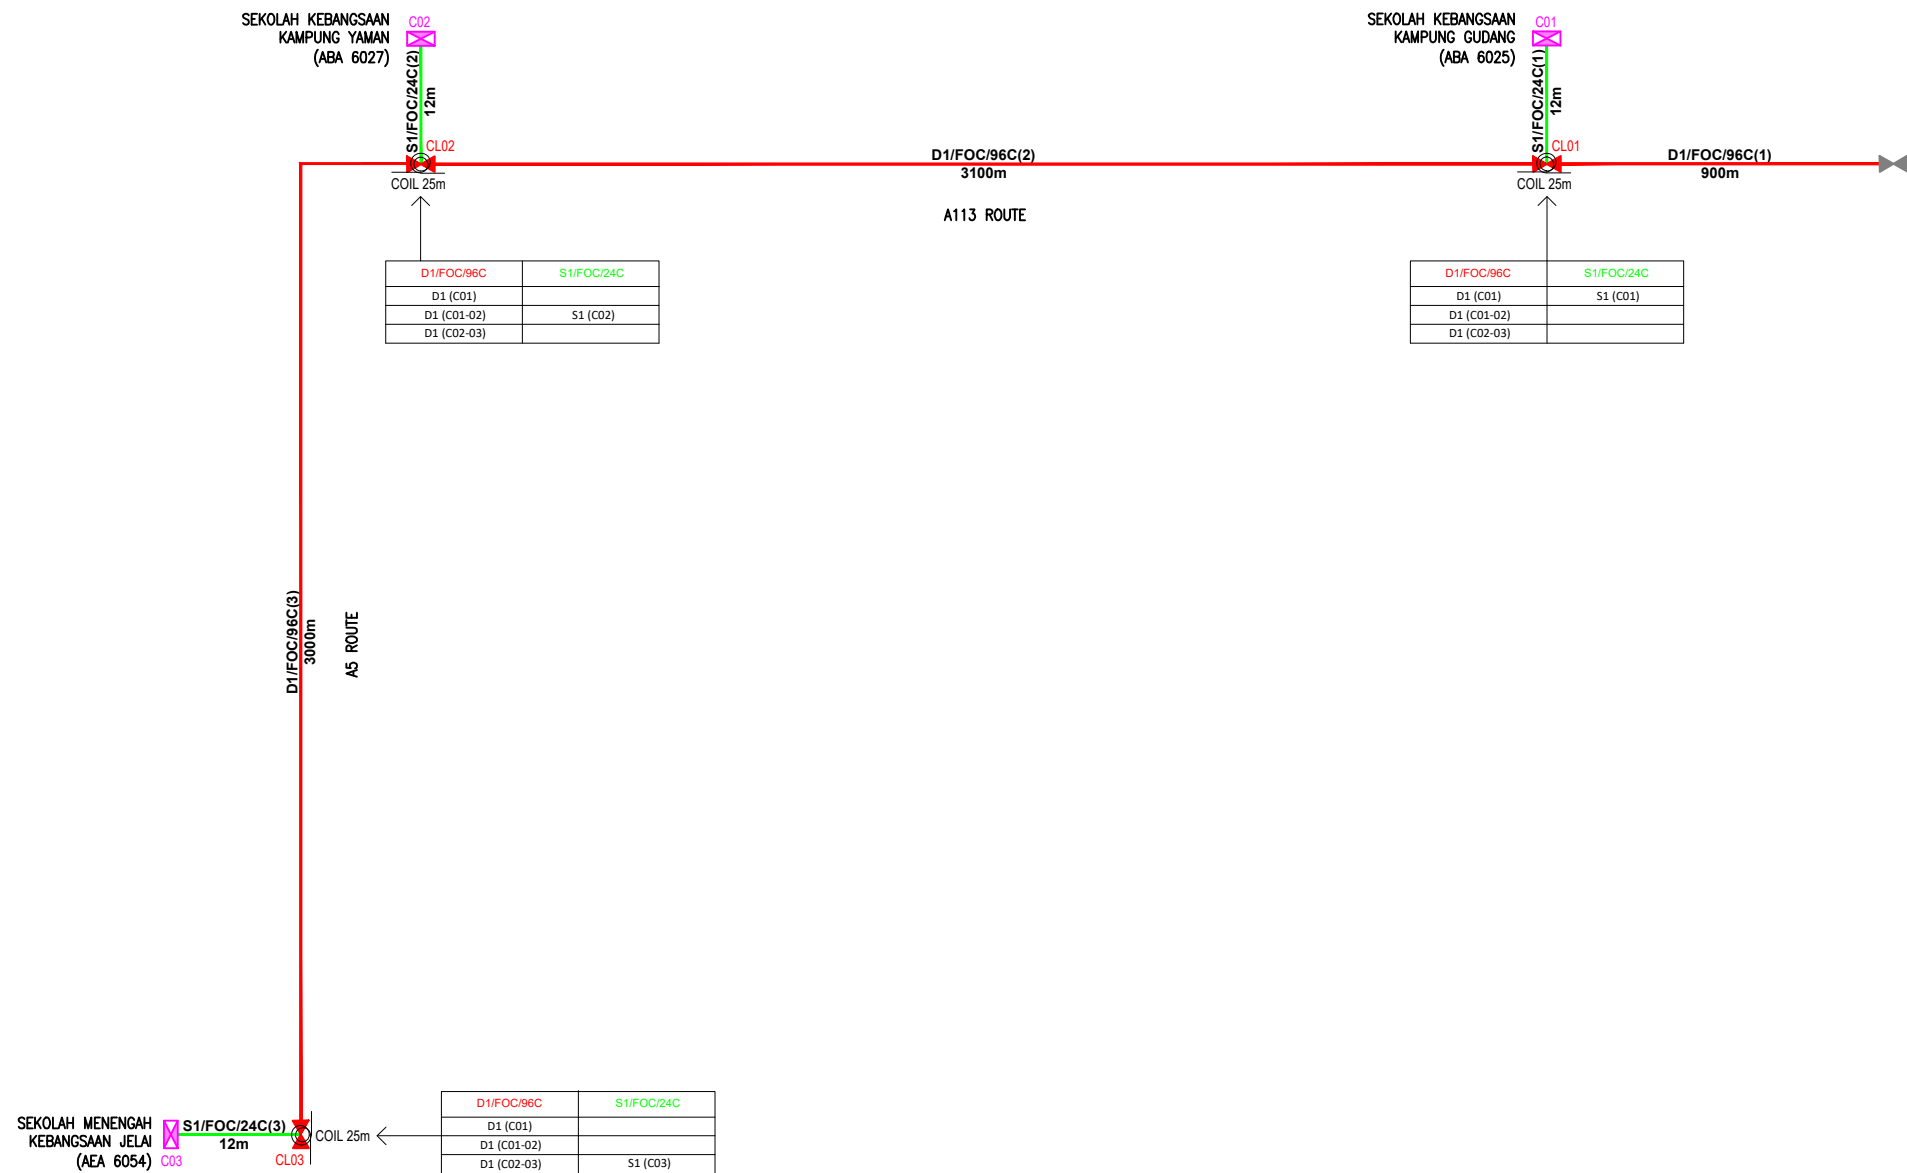 SEKOLAH KEBANGSAAN
KAMPUNG YAMAN
(ABA 6027)
C02
S1/FOC/24C(2)
12m
CL02
COIL 25m
SEKOLAH KEBANGSAAN
KAMPUNG GUDANG
(ABA 6025)
C01
S1/FOC/24C(1)
12m
CL01
COIL 25m
D1/FOC/96C(2)
3100m
A113 ROUTE
D1/FOC/96C(1)
900m
D1/FOC/96C S1/FOC/24C
D1 (C01)
D1 (C01-02) S1 (C02)
D1 (C02-03)
D1/FOC/96C S1/FOC/24C
D1 (C01) S1 (C01)
D1 (C01-02)
D1 (C02-03)
D1/FOC/96C(3)
3000m
A5 ROUTE
SEKOLAH MENENGAH
KEBANGSAAN JELAI
(AEA 6054)
C03
S1/FOC/24C(3)
12m
CL03
COIL 25m
D1/FOC/96C S1/FOC/24C
D1 (C01)
D1 (C01-02)
D1 (C02-03) S1 (C03)